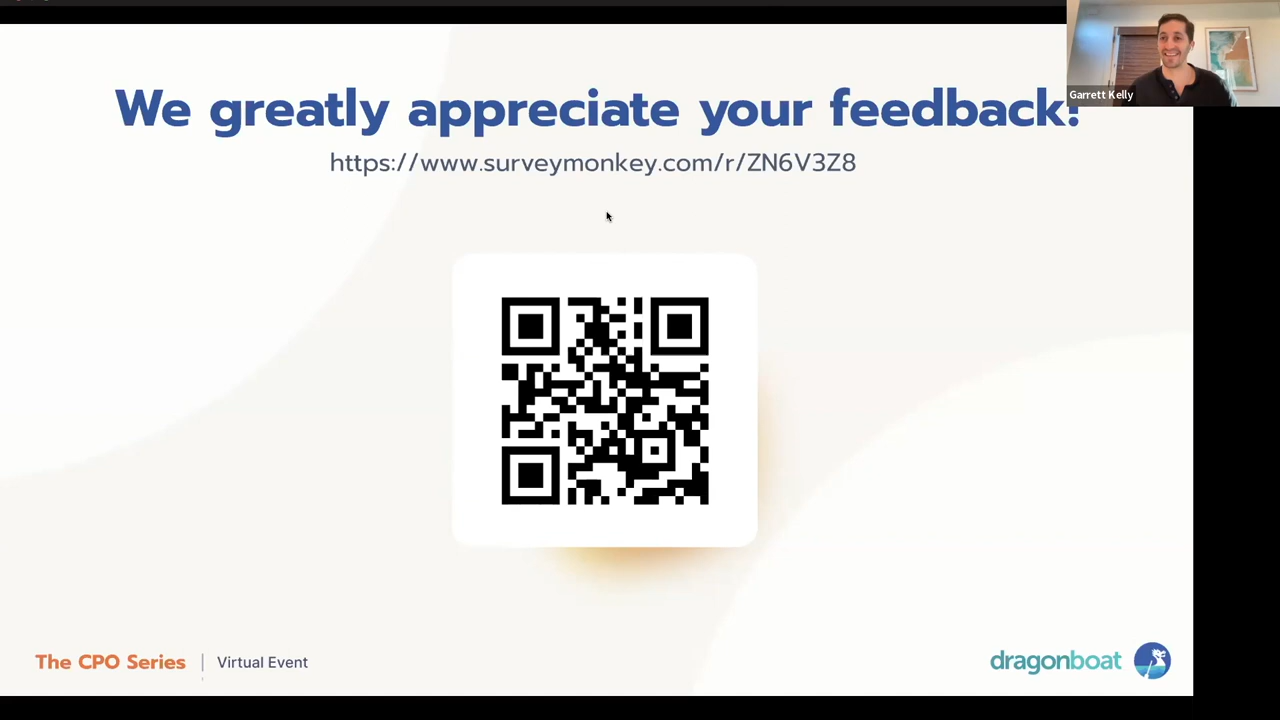 We greatly appreciate your feedback!
https://www.surveymonkey.com/r/ZN6V3Z8
Garrett Kelly
The CPO Series | Virtual Event
dragonboat